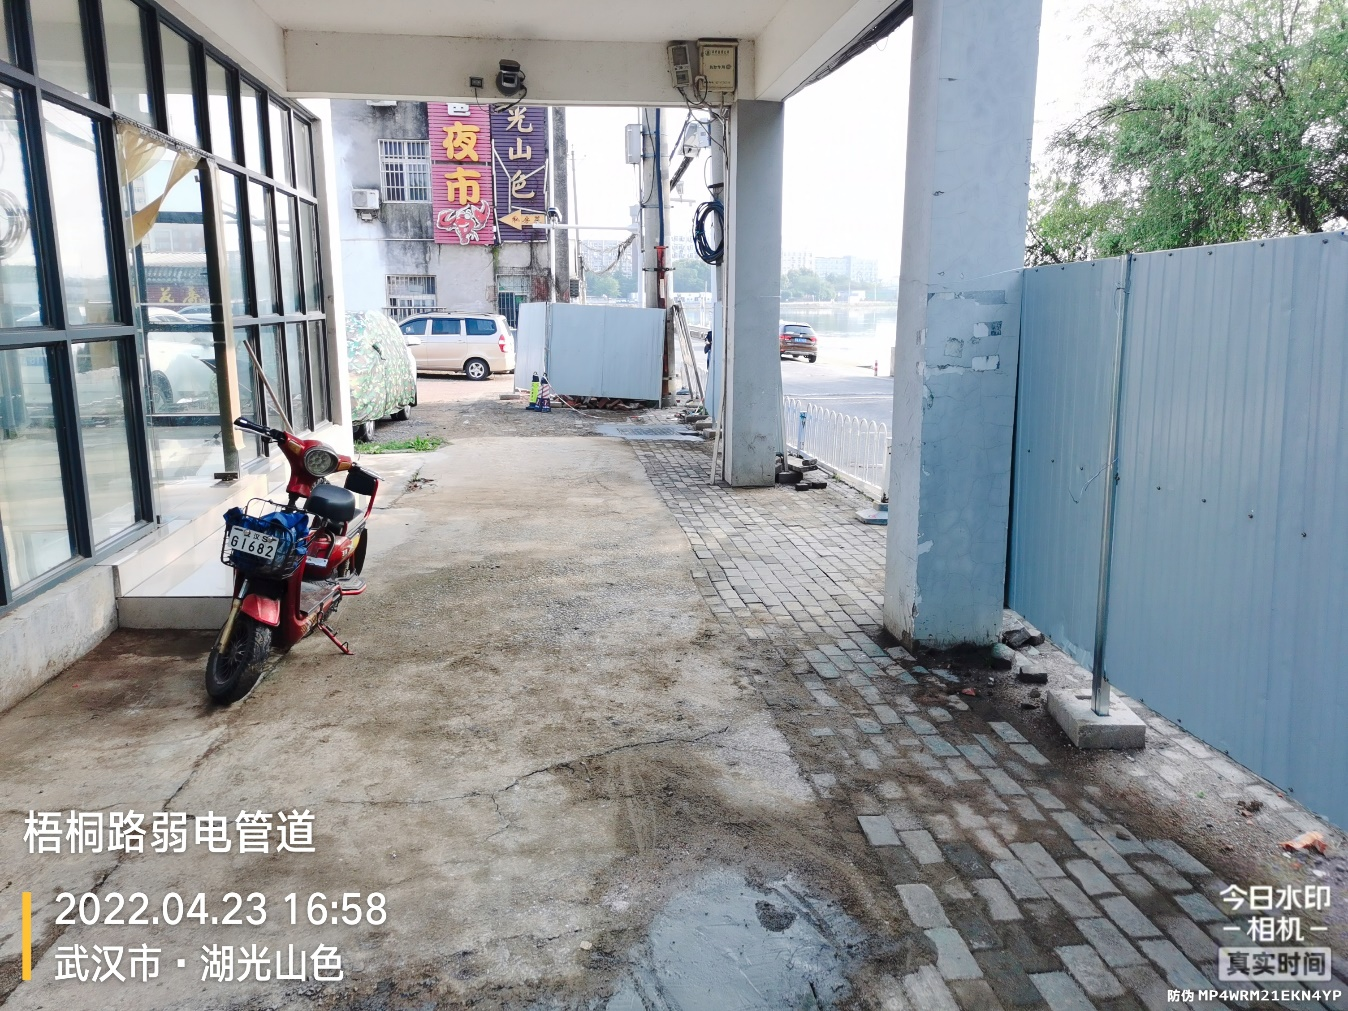 夜市
光山色
G1682
梧桐路弱电管道
2022.04.23 16:58
武汉市·湖光山色
今日水印
相机
真实时间
防伪 MP4WRM21EKN4YP